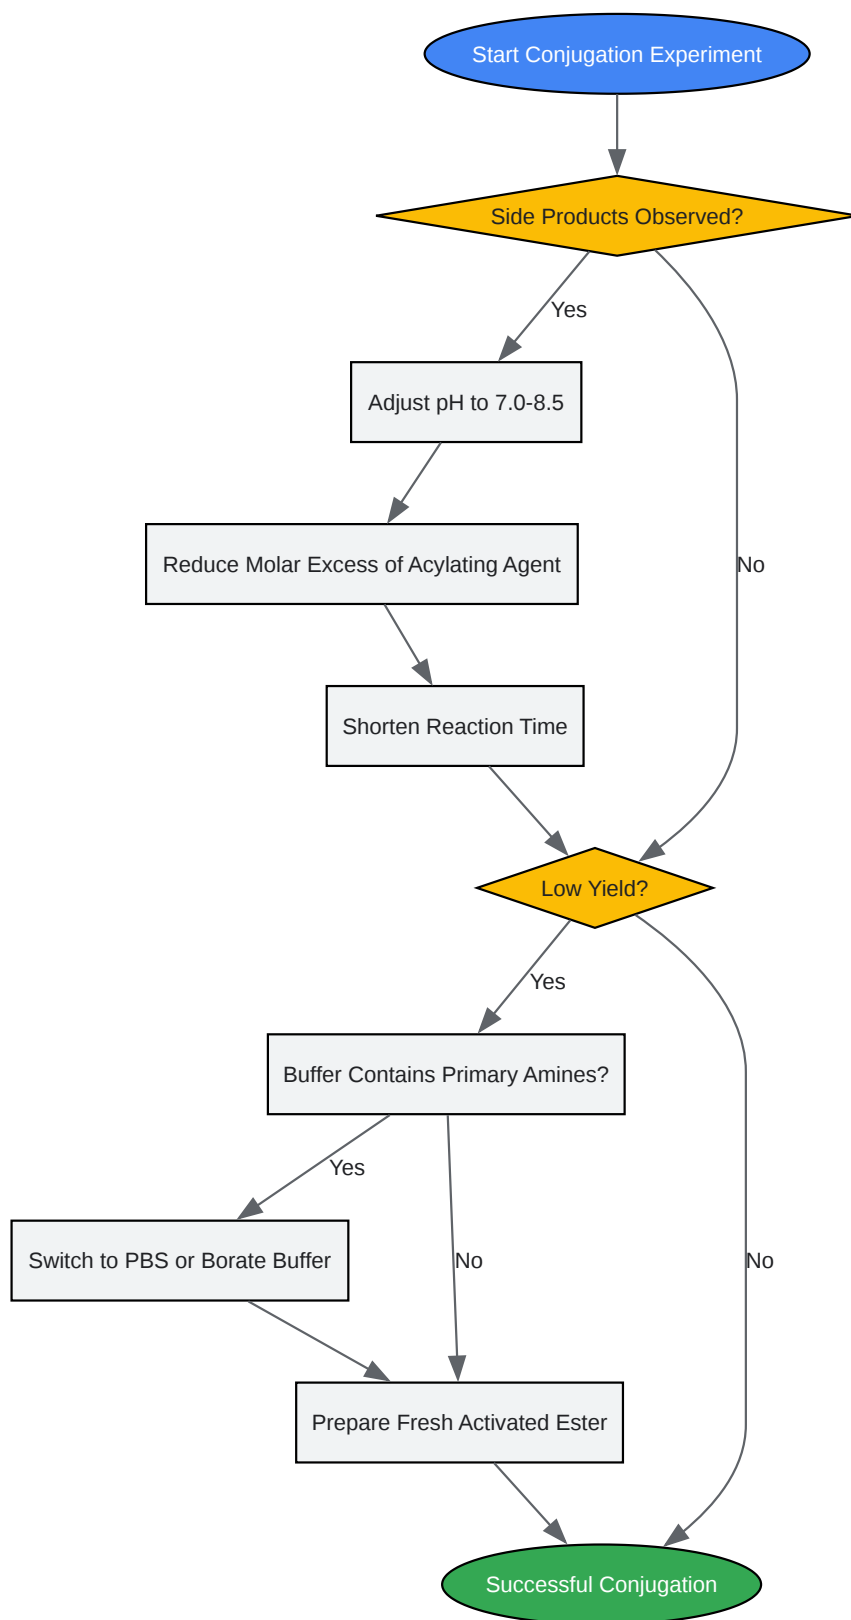 Start Conjugation Experiment
Side Products Observed?
Yes
Adjust pH to 7.0-8.5
Reduce Molar Excess of Acylating Agent
No
Shorten Reaction Time
Low Yield?
Yes
Buffer Contains Primary Amines?
Yes
Switch to PBS or Borate Buffer
No
No
Prepare Fresh Activated Ester
Successful Conjugation